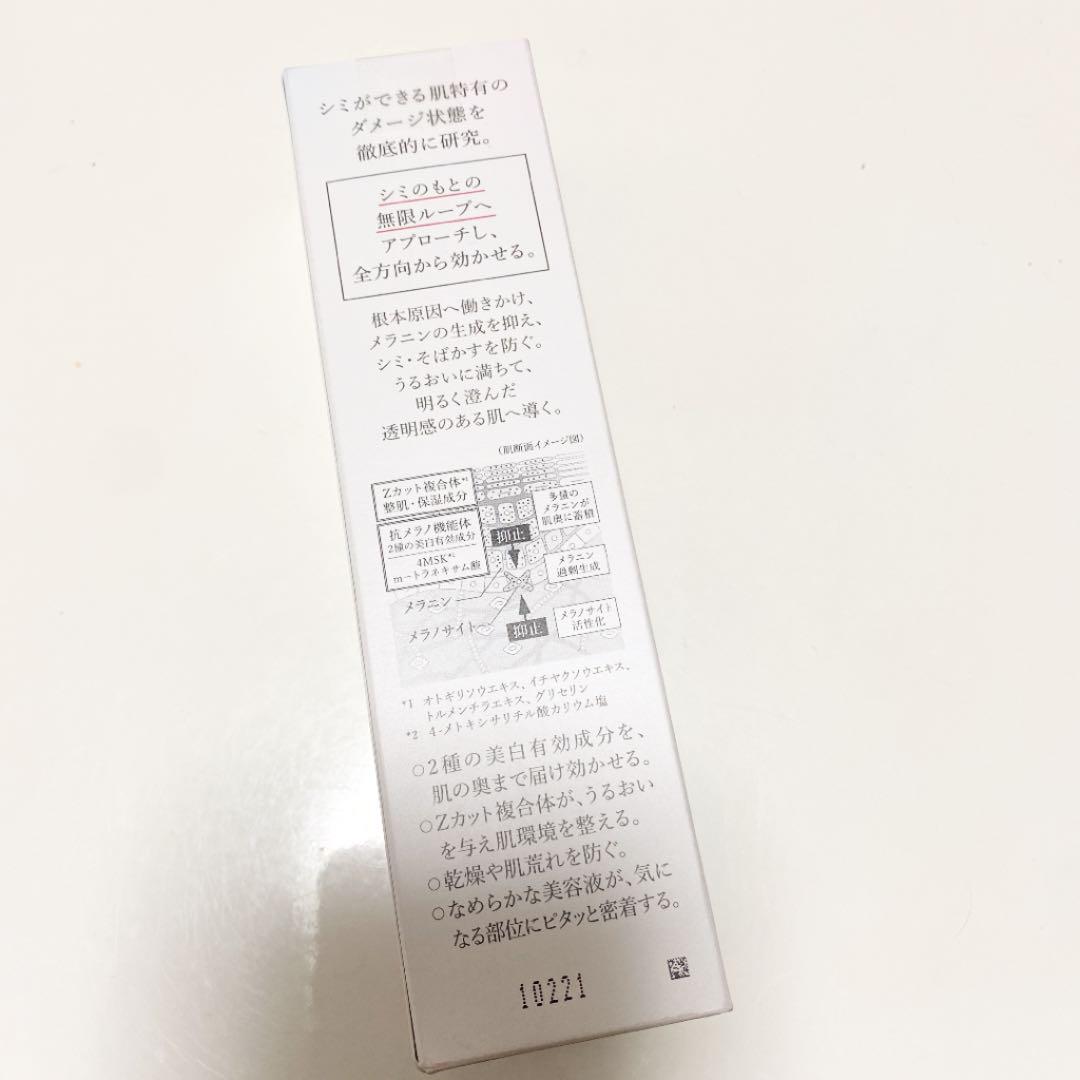 シミができる肌特有の
ダメージ状態を
徹底的に研究。
シミのもとの
無限ループへ
アプローチし、
全方向から効かせる。
根本原因へ働きかけ、
メラニンの生成を抑え、
シミ・そばかすを防ぐ。
うるおいに満ちて、
明るく澄んだ
透明感のある肌へ導く。
(肌断面イメージ図)
Zカット複合体*1
整肌・保湿成分
多量の
メラニンが
肌奥に蓄積
抗メラノ機能体
2種の美白有効成分
4MSK*2
m-トラネキサム酸
抑止
メラニン
過剰生成
メラニン
メラノサイト
抑止
メラノサイト
活性化
*1 オトギリソウエキス、イチヤクソウエキス、
トルメンチラエキス、グリセリン
*2 4-メトキシサリチル酸カリウム塩
○2種の美白有効成分を、
肌の奥まで届け効かせる。
○Zカット複合体が、うるおい
を与え肌環境を整える。
○乾燥や肌荒れを防ぐ。
○なめらかな美容液が、気に
なる部位にピタッと密着する。
10221